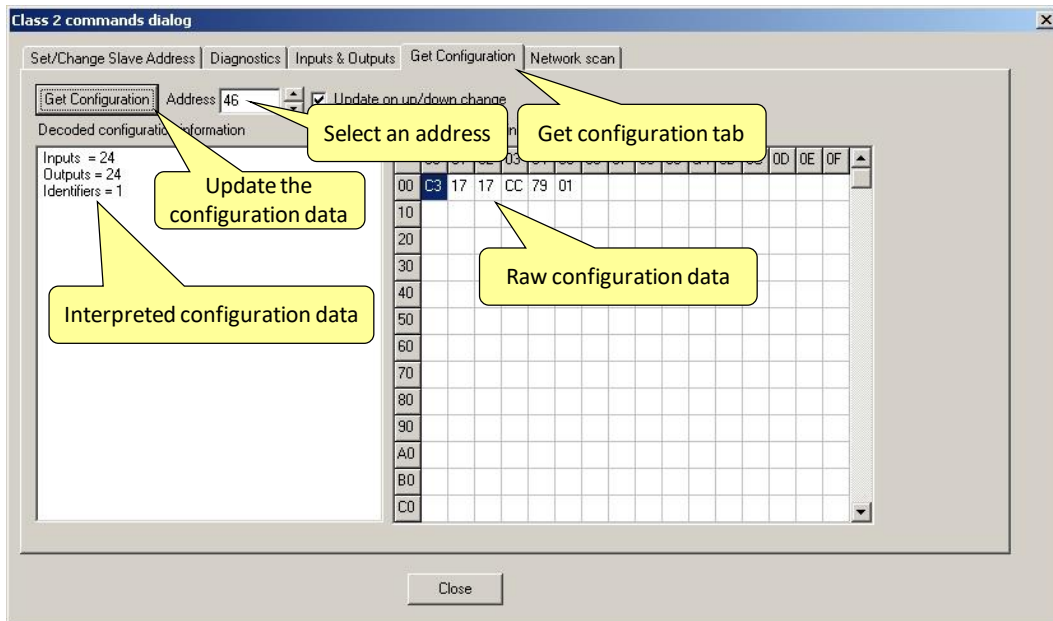 Class 2 commands dialog
Set/Change Slave Address Diagnostics Inputs & Outputs Get Configuration Network scan
Get Configuration Address 46 Update on up/down change
Decoded configuration information
Select an address
Get configuration tab
Inputs = 24
Outputs = 24
Identifiers = 1
Update the
configuration data
03 0D 0E 0F
00 C3 17 17 CC 79 01
10
20
30
40
50
60
70
80
90
A0
B0
C0
Raw configuration data
Interpreted configuration data
Close